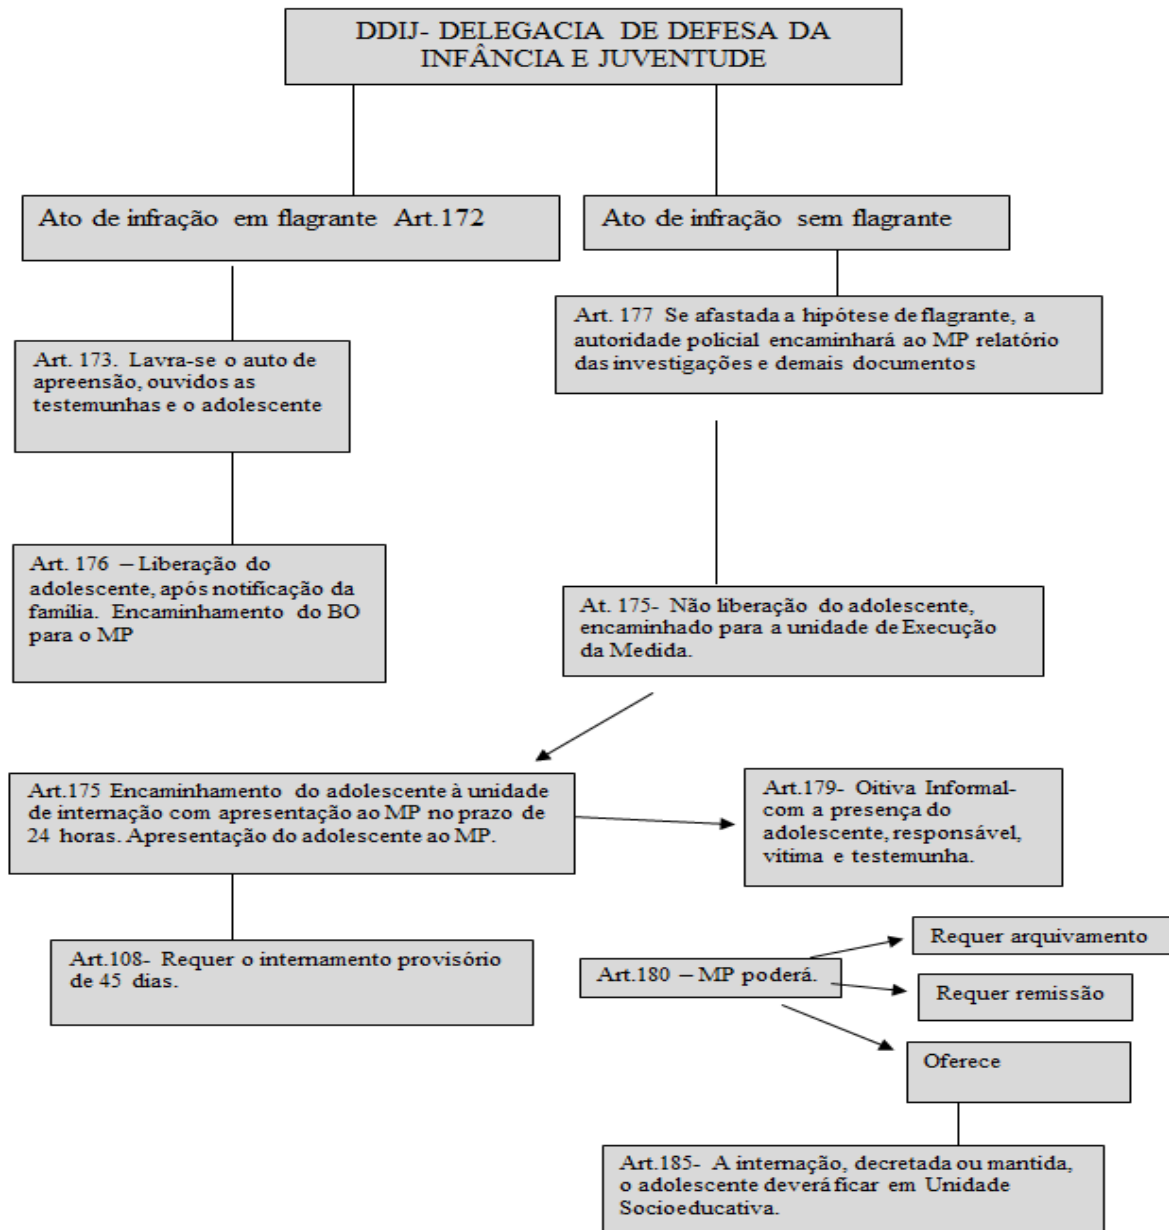 DDIJ- DELEGACIA DE DEFESA DA
INFÂNCIA E JUVENTUDE
Ato de infração em flagrante Art.172
Ato de infração sem flagrante
Art. 177 Se afastada a hipótese de flagrante, a
autoridade policial encaminhará ao MP relatório
das investigações e demais documentos
Art. 173. Lavra-se o auto de
apreensão, ouvidos as
testemunhas e o adolescente
Art. 176 – Liberação do
adolescente, após notificação da
família. Encaminhamento do BO
para o MP
At. 175- Não liberação do adolescente,
encaminhado para a unidade de Execução
da Medida.
Art.175 Encaminhamento do adolescente à unidade
de internação com apresentação ao MP no prazo de
24 horas. Apresentação do adolescente ao MP.
Art.179- Oitiva Informal-
com a presença do
adolescente, responsável,
vítima e testemunha.
Art.108- Requer o internamento provisório
de 45 dias.
Art.180 – MP poderá.
Requer arquivamento
Requer remissão
Oferece
Art.185- A internação, decretada ou mantida,
o adolescente deverá ficar em Unidade
Socioeducativa.